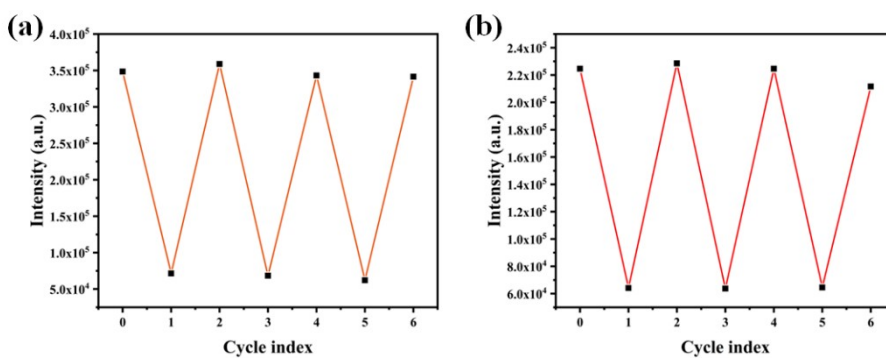 (a)
Intensity (a.u.)
4.0x10⁵
3.5x10⁵
3.0x10⁵
2.5x10⁵
2.0x10⁵
1.5x10⁵
1.0x10⁵
5.0x10⁴
0 1 2 3 4 5 6
Cycle index
(b)
Intensity (a.u.)
2.4x10⁵
2.2x10⁵
2.0x10⁵
1.8x10⁵
1.6x10⁵
1.4x10⁵
1.2x10⁵
1.0x10⁵
8.0x10⁴
6.0x10⁴
0 1 2 3 4 5 6
Cycle index